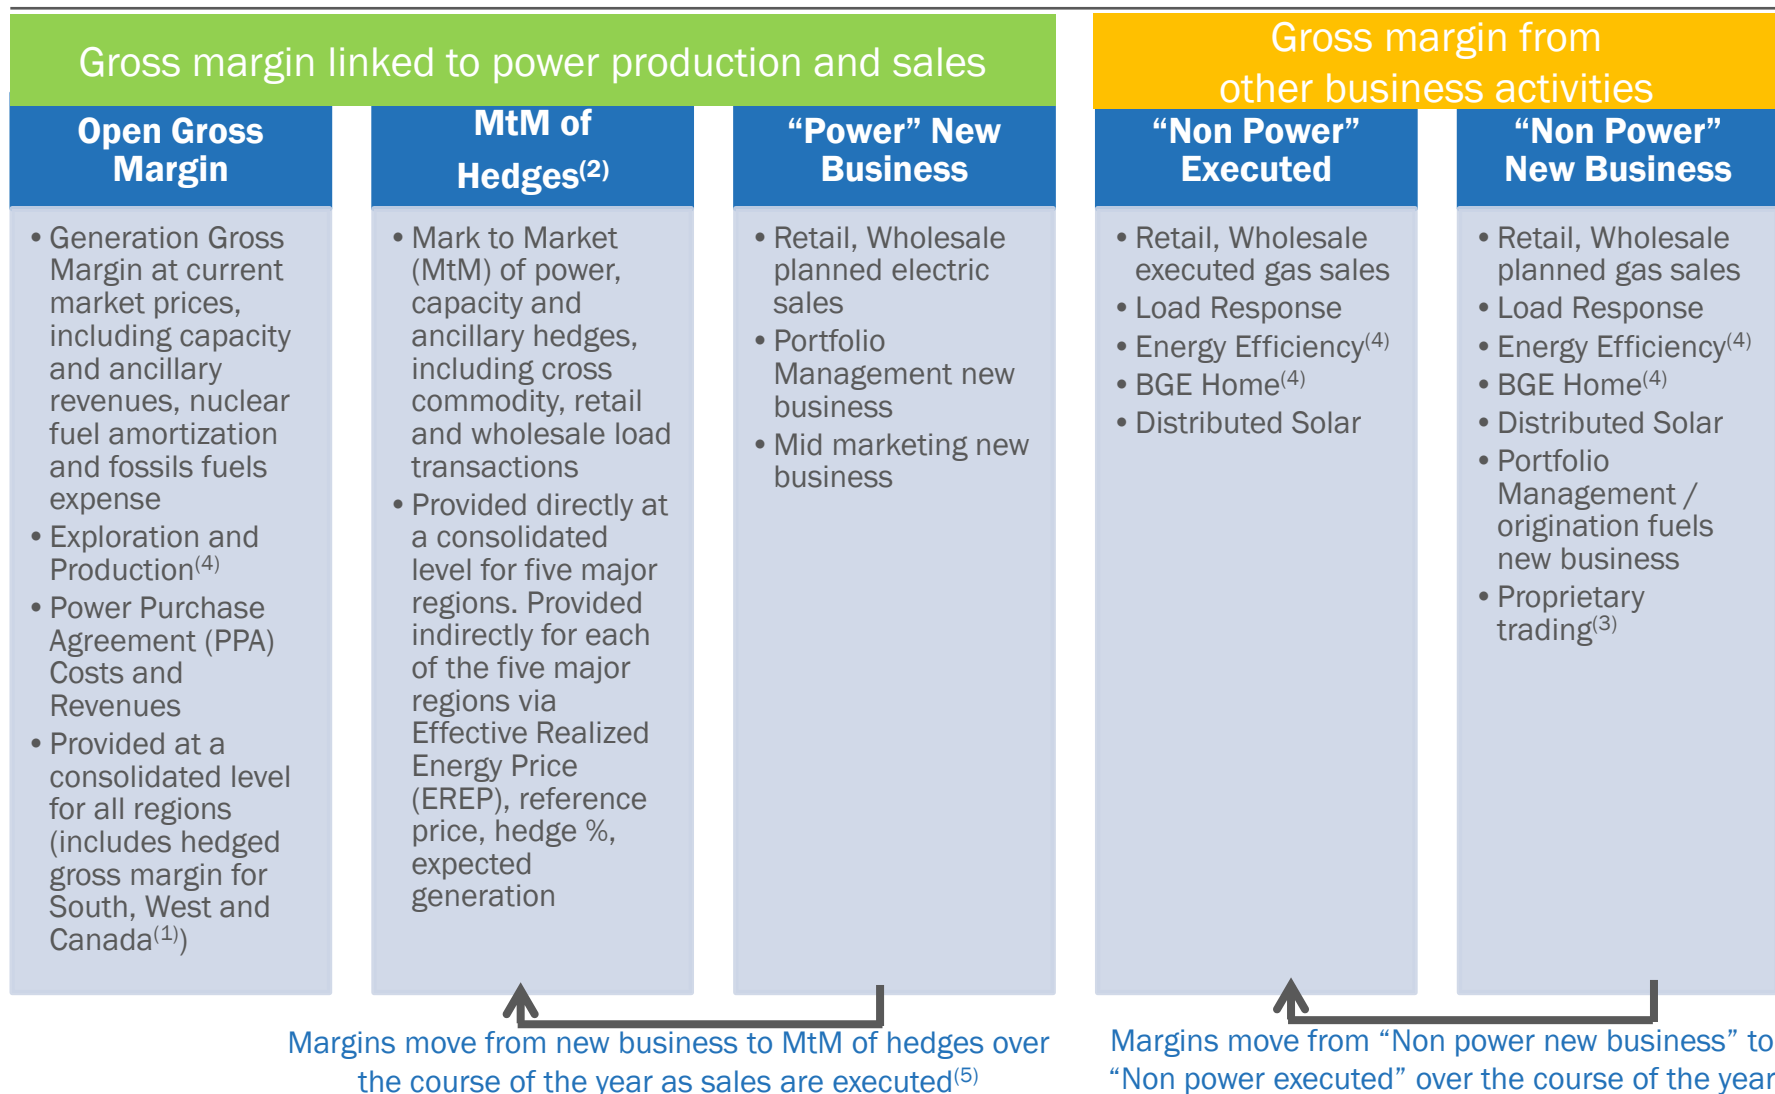 Gross margin linked to power production and sales
Gross margin from
other business activities
Open Gross
Margin
• Generation Gross
Margin at current
market prices,
including capacity
and ancillary
revenues, nuclear
fuel amortization
and fossils fuels
expense
• Exploration and
Production(4)
• Power Purchase
Agreement (PPA)
Costs and
Revenues
• Provided at a
consolidated level
for all regions
(includes hedged
gross margin for
South, West and
Canada(1))
MtM of
Hedges(2)
• Mark to Market
(MtM) of power,
capacity and
ancillary hedges,
including cross
commodity, retail
and wholesale load
transactions
• Provided directly at
a consolidated
level for five major
regions. Provided
indirectly for each
of the five major
regions via
Effective Realized
Energy Price
(EREP), reference
price, hedge %,
expected
generation
“Power” New
Business
• Retail, Wholesale
planned electric
sales
• Portfolio
Management new
business
• Mid marketing new
business
“Non Power”
Executed
• Retail, Wholesale
executed gas sales
• Load Response
• Energy Efficiency(4)
• BGE Home(4)
• Distributed Solar
“Non Power”
New Business
• Retail, Wholesale
planned gas sales
• Load Response
• Energy Efficiency(4)
• BGE Home(4)
• Distributed Solar
• Portfolio
Management /
origination fuels
new business
• Proprietary
trading(3)
Margins move from new business to MtM of hedges over
the course of the year as sales are executed(5)
Margins move from “Non power new business” to
“Non power executed” over the course of the year